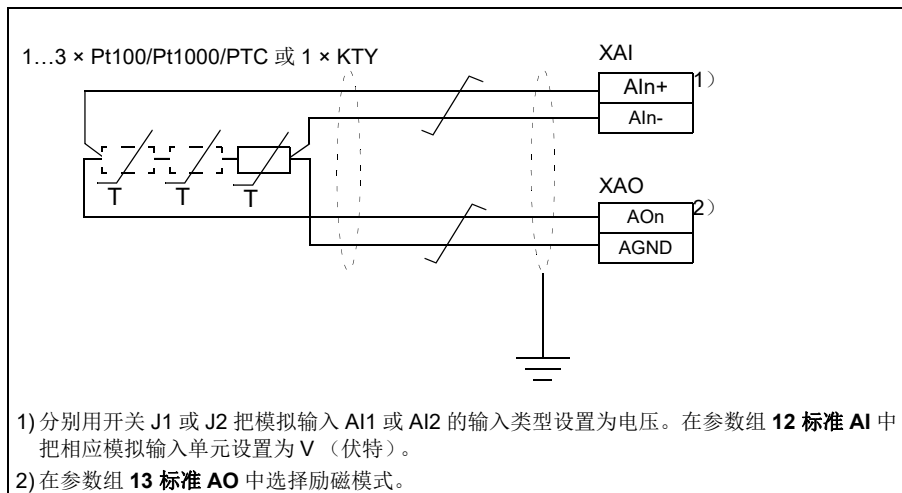 1…3 × Pt100/Pt1000/PTC 或 1 × KTY
XAI
AIn+
1）
AIn-
T
T
T
XAO
AOn
2）
AGND
1) 分别用开关 J1 或 J2 把模拟输入 AI1 或 AI2 的输入类型设置为电压。在参数组 12 标准 AI 中
把相应模拟输入单元设置为 V （伏特）。
2) 在参数组 13 标准 AO 中选择励磁模式。